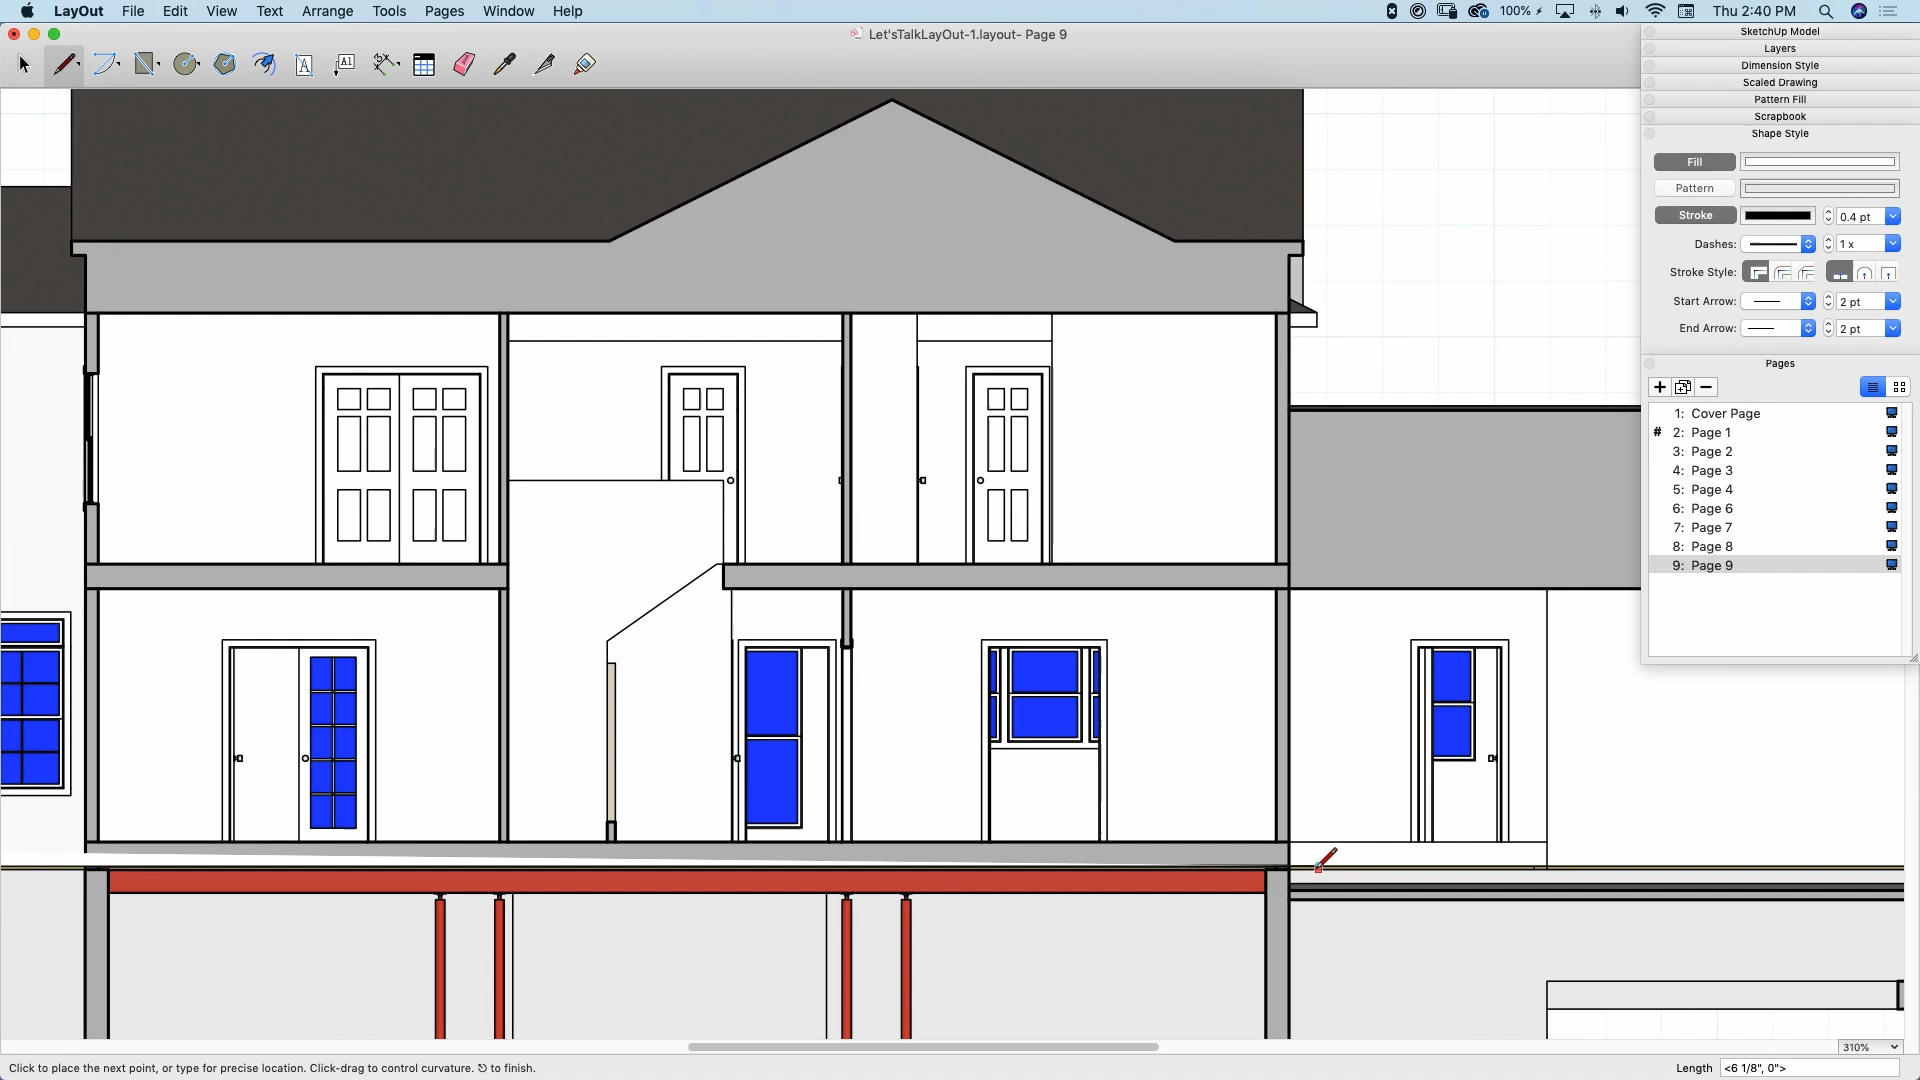 LayOut File Edit View Text Arrange Tools Pages Window Help 100% Thu 2:40 PM
Let'sTalkLayOut-1.layout- Page 9
A
A1
SketchUp Model
Layers
Dimension Style
Scaled Drawing
Pattern Fill
Scrapbook
Shape Style
Fill
Pattern
Stroke 0.4 pt
Dashes: 1 x
Stroke Style:
Start Arrow: 2 pt
End Arrow: 2 pt
Pages
1: Cover Page
# 2: Page 1
3: Page 2
4: Page 3
5: Page 4
6: Page 6
7: Page 7
8: Page 8
9: Page 9
310%
Click to place the next point, or type for precise location. Click-drag to control curvature. ⎋ to finish. Length <6 1/8", 0">